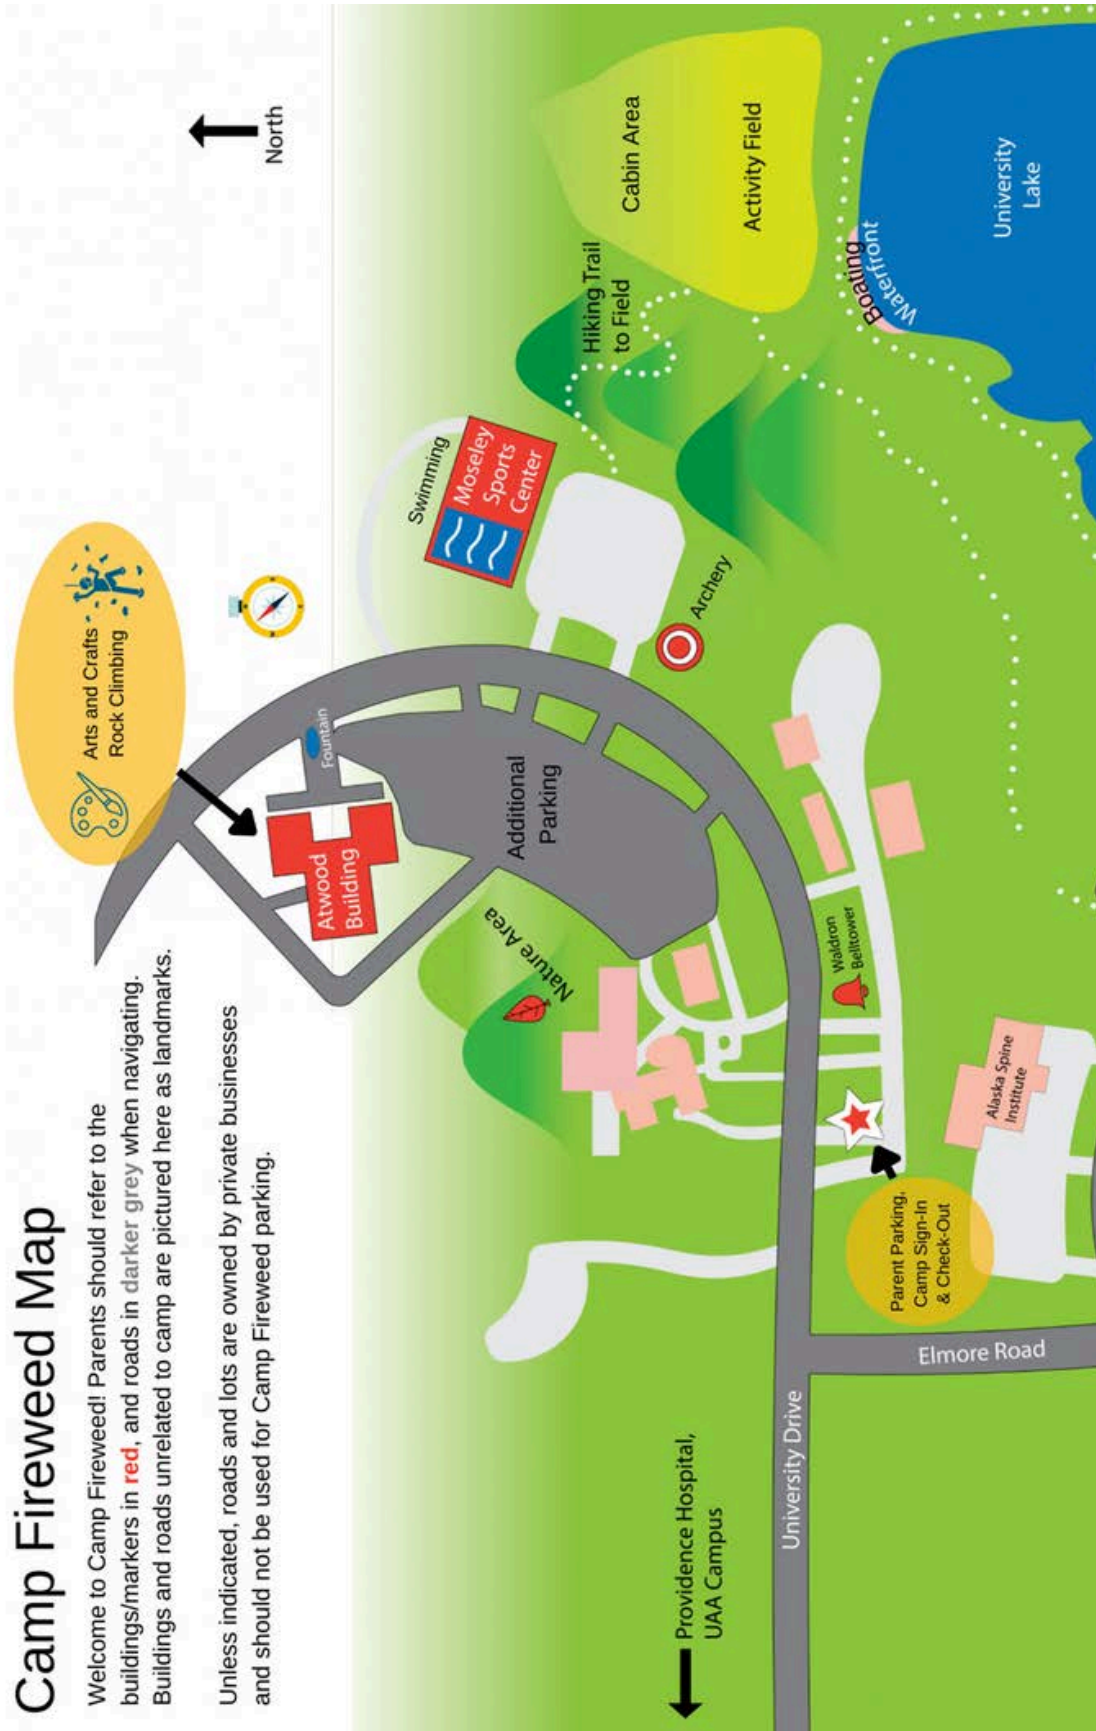 Camp Fireweed Map
Welcome to Camp Fireweed! Parents should refer to the
buildings/markers in red, and roads in darker grey when navigating.
Buildings and roads unrelated to camp are pictured here as landmarks.
Unless indicated, roads and lots are owned by private businesses
and should not be used for Camp Fireweed parking.
Arts and Crafts
Rock Climbing
North
Fountain
Atwood
Building
Swimming
Moseley
Sports
Center
Hiking Trail
to Field
Cabin Area
Activity Field
Nature Area
Additional
Parking
Archery
Boating
Waterfront
University
Lake
Waldron
Belltower
Alaska Spine
Institute
Parent Parking,
Camp Sign-In
& Check-Out
Providence Hospital,
UAA Campus
University Drive
Elmore Road